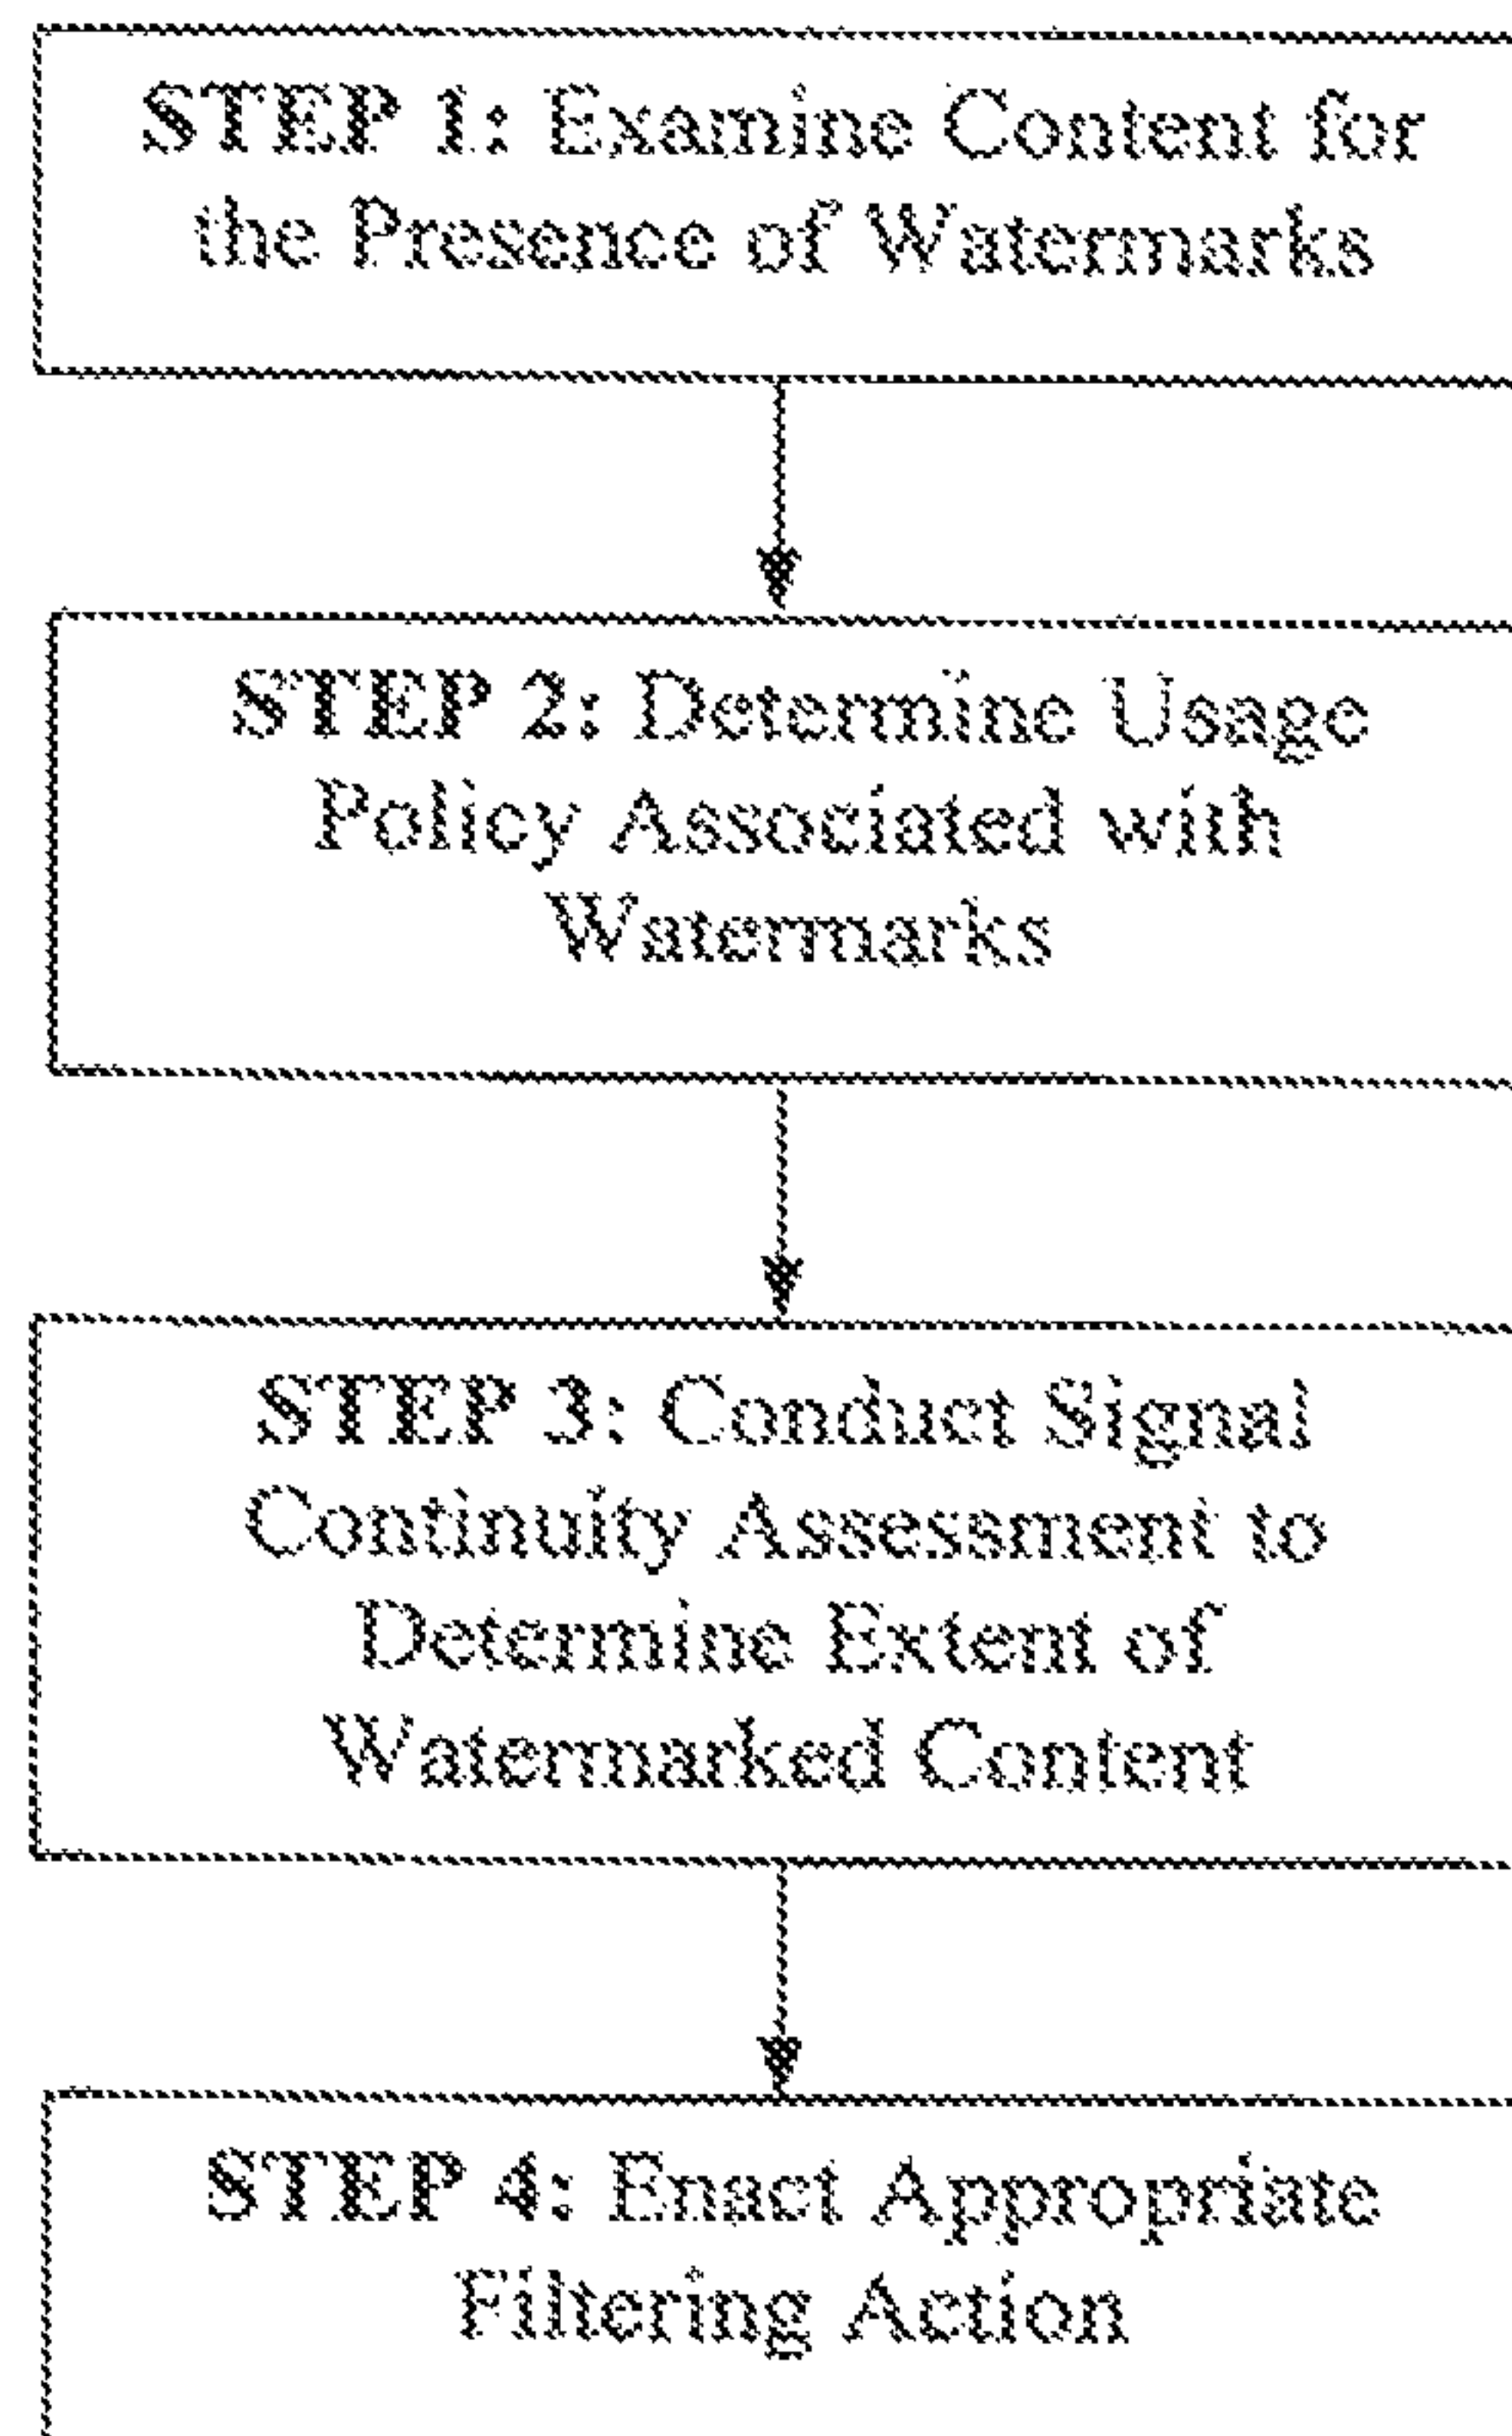 STEP 1: Examine Content for
the Presence of Watermarks
STEP 2: Determine Usage
Policy Associated with
Watermarks
STEP 3: Conduct Signal
Continuity Assessment to
Determine Extent of
Watermarked Content
STEP 4: Enact Appropriate
Filtering Action